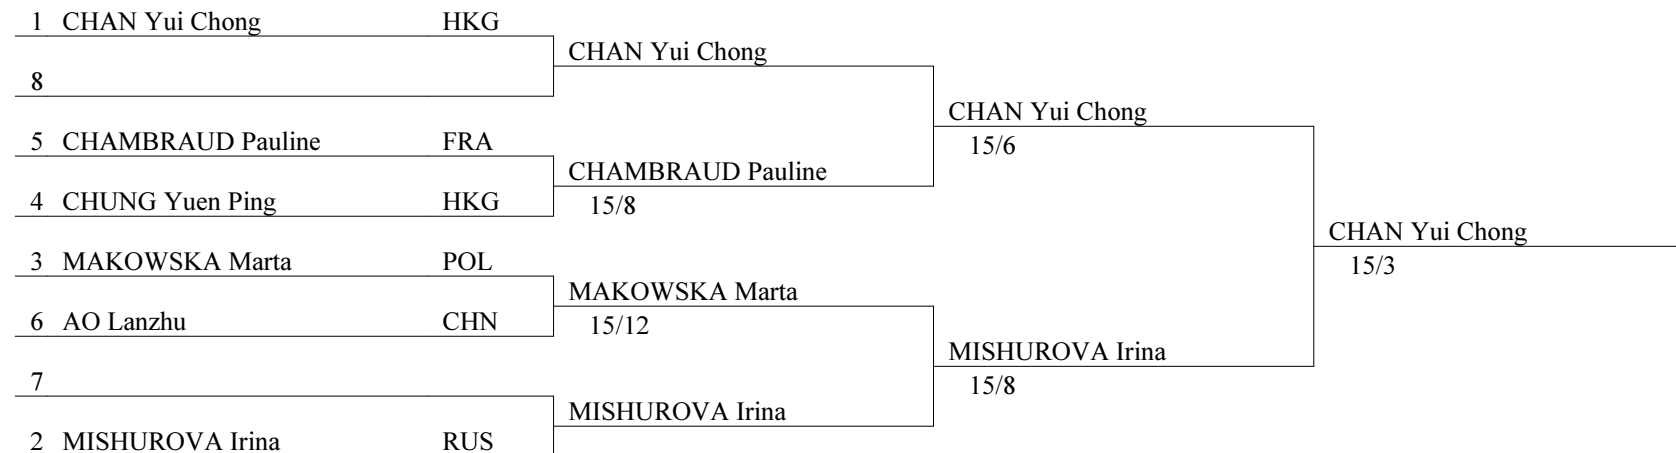 1 CHAN Yui Chong HKG
CHAN Yui Chong
8
CHAN Yui Chong
15/6
5 CHAMBRAUD Pauline FRA
CHAMBRAUD Pauline
15/8
4 CHUNG Yuen Ping HKG
CHAN Yui Chong
15/3
3 MAKOWSKA Marta POL
MAKOWSKA Marta
15/12
6 AO Lanzhu CHN
MISHUROVA Irina
15/8
7
MISHUROVA Irina
2 MISHUROVA Irina RUS